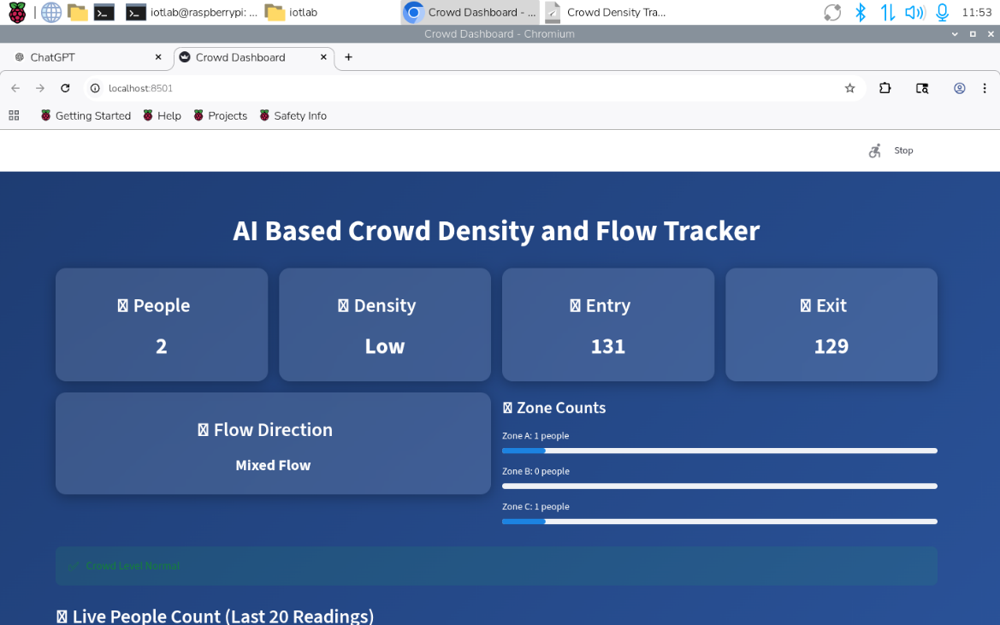 iotlab@raspberrypi: ...
iotlab
Crowd Dashboard - ...
Crowd Density Tra...
11:53
Crowd Dashboard - Chromium
ChatGPT
Crowd Dashboard
localhost:8501
Getting Started
Help
Projects
Safety Info
Stop
AI Based Crowd Density and Flow Tracker
People
2
Density
Low
Entry
131
Exit
129
Flow Direction
Mixed Flow
Zone Counts
Zone A: 1 people
Zone B: 0 people
Zone C: 1 people
Crowd Level Normal
Live People Count (Last 20 Readings)